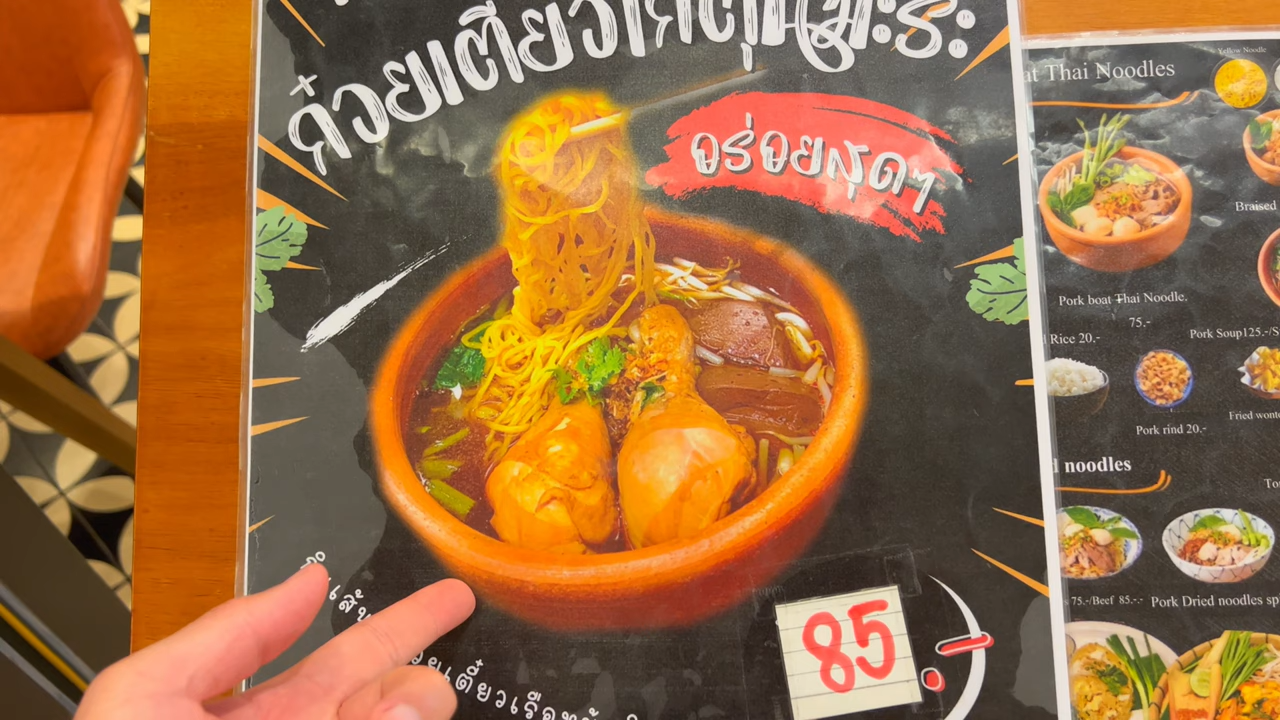 ก๋วยเตี๋ยวไก่ตุ๋นมะระ
อร่อยสุดๆ
85.-
Yellow Noodle
at Thai Noodles
Braised
Pork boat Thai Noodle.
75.-
Rice 20.-
Pork Soup125.-/S
Pork rind 20.-
Fried wont
noodles
75.-/Beef 85.-.-
Pork Dried noodles sp